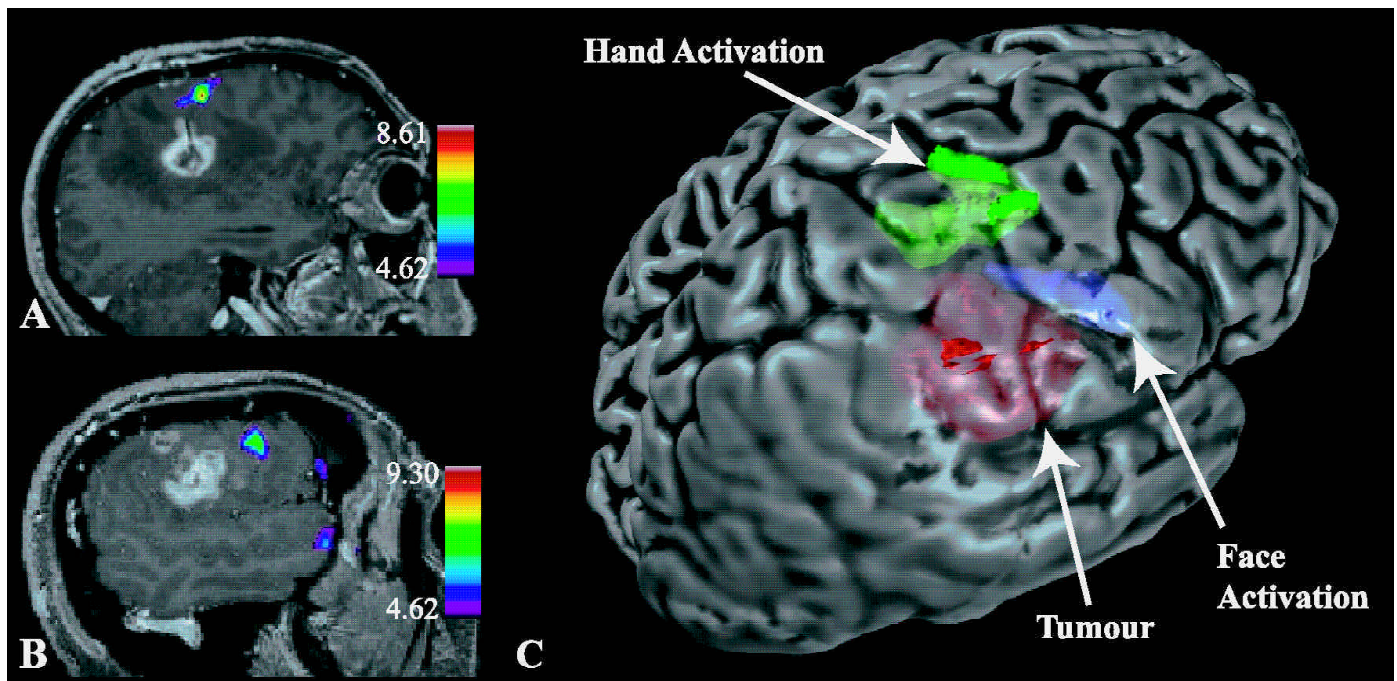 8.61
4.62
A
9.30
4.62
B
Hand Activation
Face
Activation
Tumour
C